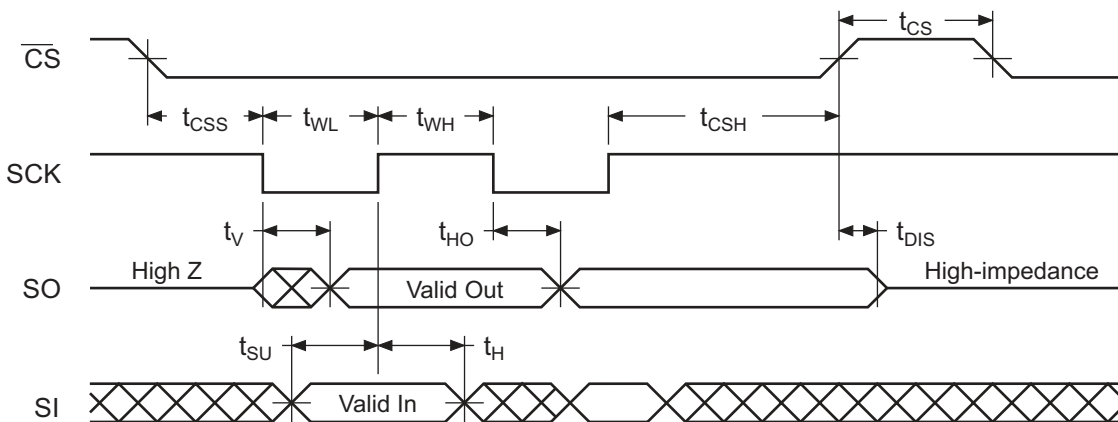 t_CS
C̅S̅
t_CSS t_WL t_WH t_CSH
SCK
t_V t_HO t_DIS
High Z High-impedance
SO Valid Out
t_SU t_H
SI Valid In